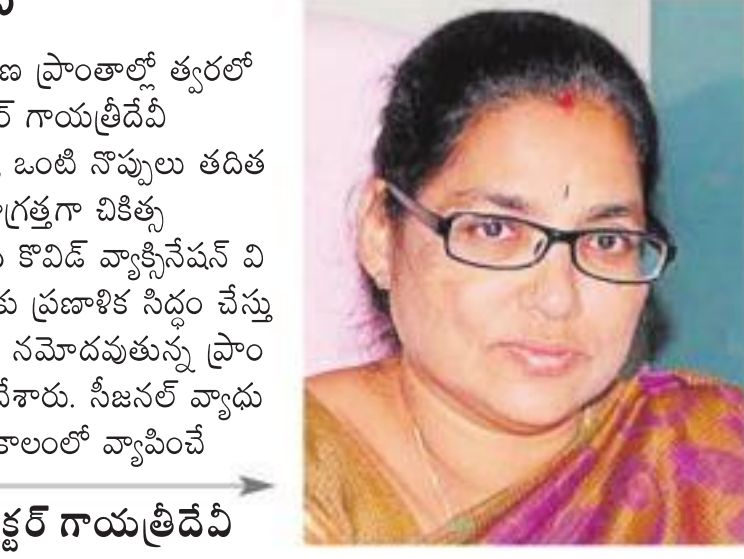 ణ ప్రాంతాల్లో త్వరలో
ర్ గాయత్రీదేవీ
ఒంటి నొప్పులు తదిత
గ్రత్తగా చికిత్స
కొవిడ్ వ్యాక్సినేషన్ వి
కు ప్రణాళిక సిద్ధం చేస్తు
నమోదవుతున్న ప్రాం
చేశారు. సీజనల్ వ్యాధు
కాలంలో వ్యాపించే
క్టర్ గాయత్రీదేవీ